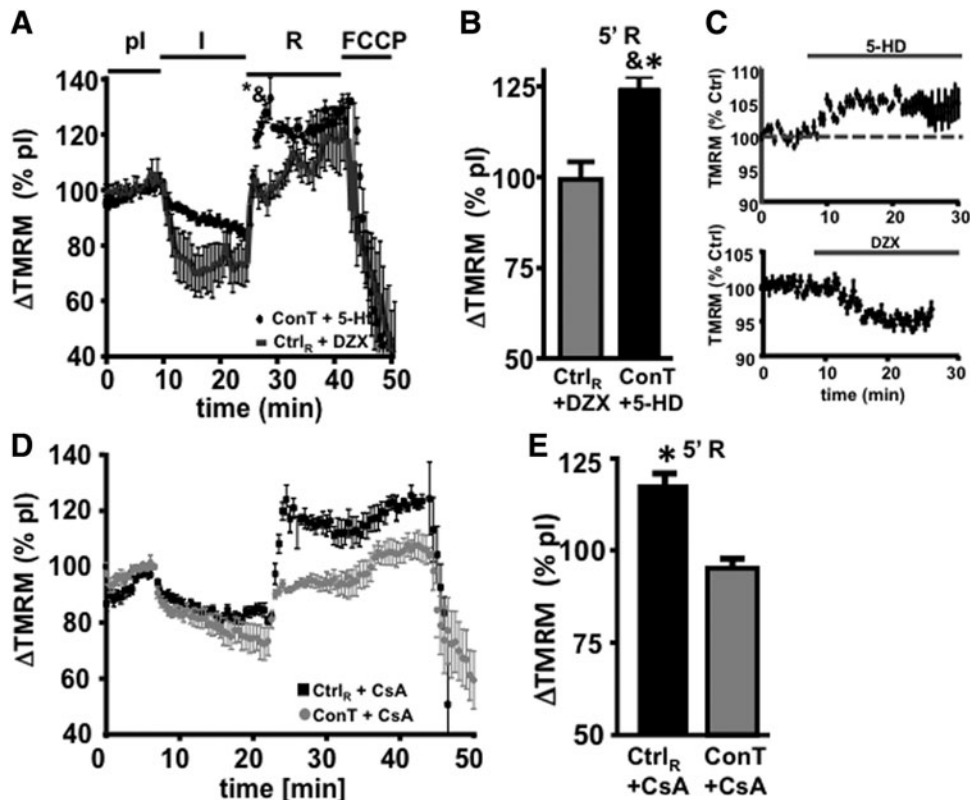 A
pI I R FCCP
140
120
100
80
60
40
*&
ΔTMRM (% pI)
ConT + 5-HD
CtrlR + DZX
0 10 20 30 40 50
time (min)
B
5' R
&*
125
100
75
50
ΔTMRM (% pI)
CtrlR ConT
+DZX +5-HD
C
5-HD
110
105
100
95
90
TMRM (% Ctrl)
0 10 20 30
DZX
105
100
95
90
TMRM (% Ctrl)
0 10 20 30
time (min)
D
140
120
100
80
60
40
ΔTMRM (% pI)
CtrlR + CsA
ConT + CsA
0 10 20 30 40 50
time [min]
E
* 5' R
125
100
75
50
ΔTMRM (% pI)
CtrlR ConT
+CsA +CsA